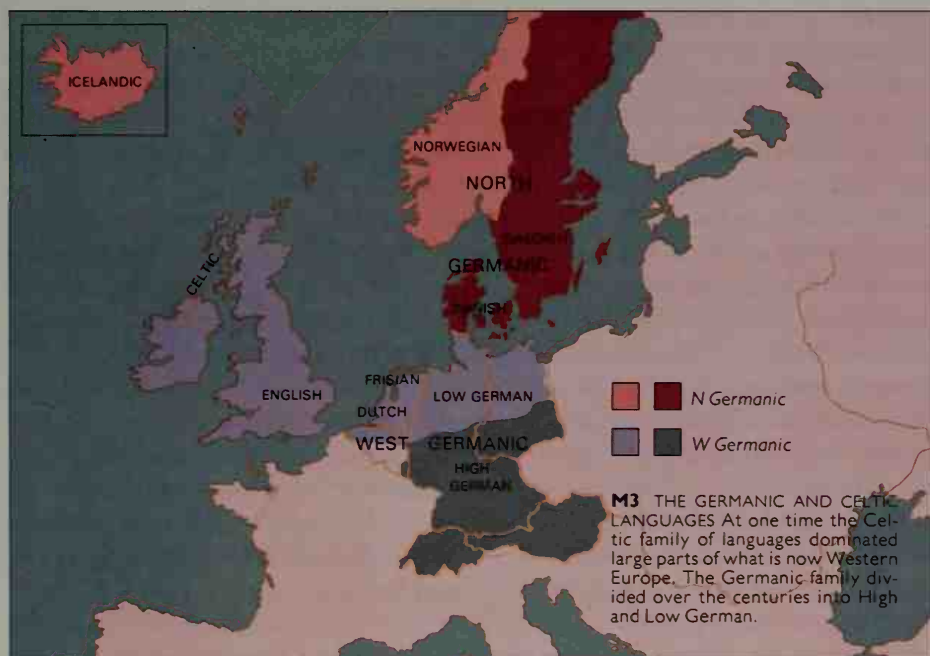 ICELANDIC
NORWEGIAN
NORTH
SWEDISH
GERMANIC
DANISH
CELTIC
ENGLISH
FRISIAN
DUTCH
LOW GERMAN
WEST GERMANIC
HIGH
GERMAN
N Germanic
W Germanic
M3 THE GERMANIC AND CELTIC
LANGUAGES At one time the Cel-
tic family of languages dominated
large parts of what is now Western
Europe. The Germanic family div-
ided over the centuries into High
and Low German.